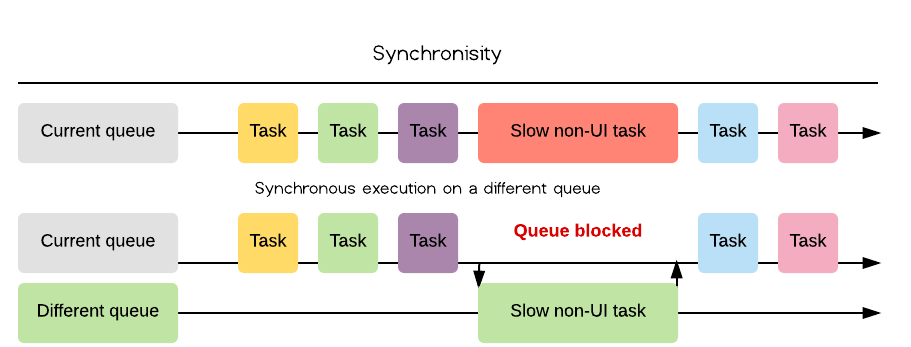 Synchronisity
Current queue Task Task Task Slow non-UI task Task Task
Synchronous execution on a different queue
Current queue Task Task Task Queue blocked Task Task
Different queue Slow non-UI task